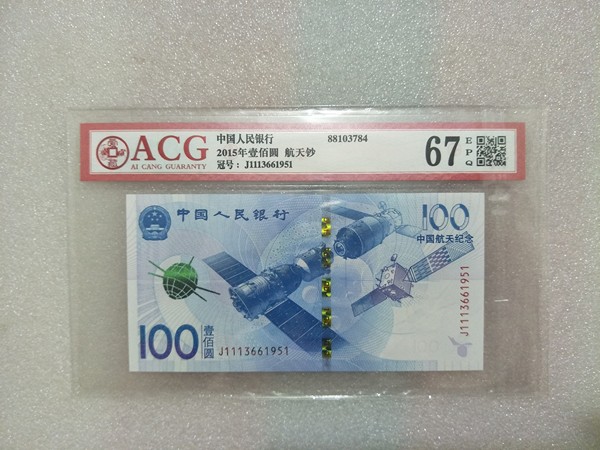 ACG
AI CANG GUARANTY
中国人民银行 88103784
2015年壹佰圆 航天钞
冠号：J1113661951
67 EPQ
中国人民银行
100
中国航天纪念
J1113661951
100 壹佰圆
J1113661951